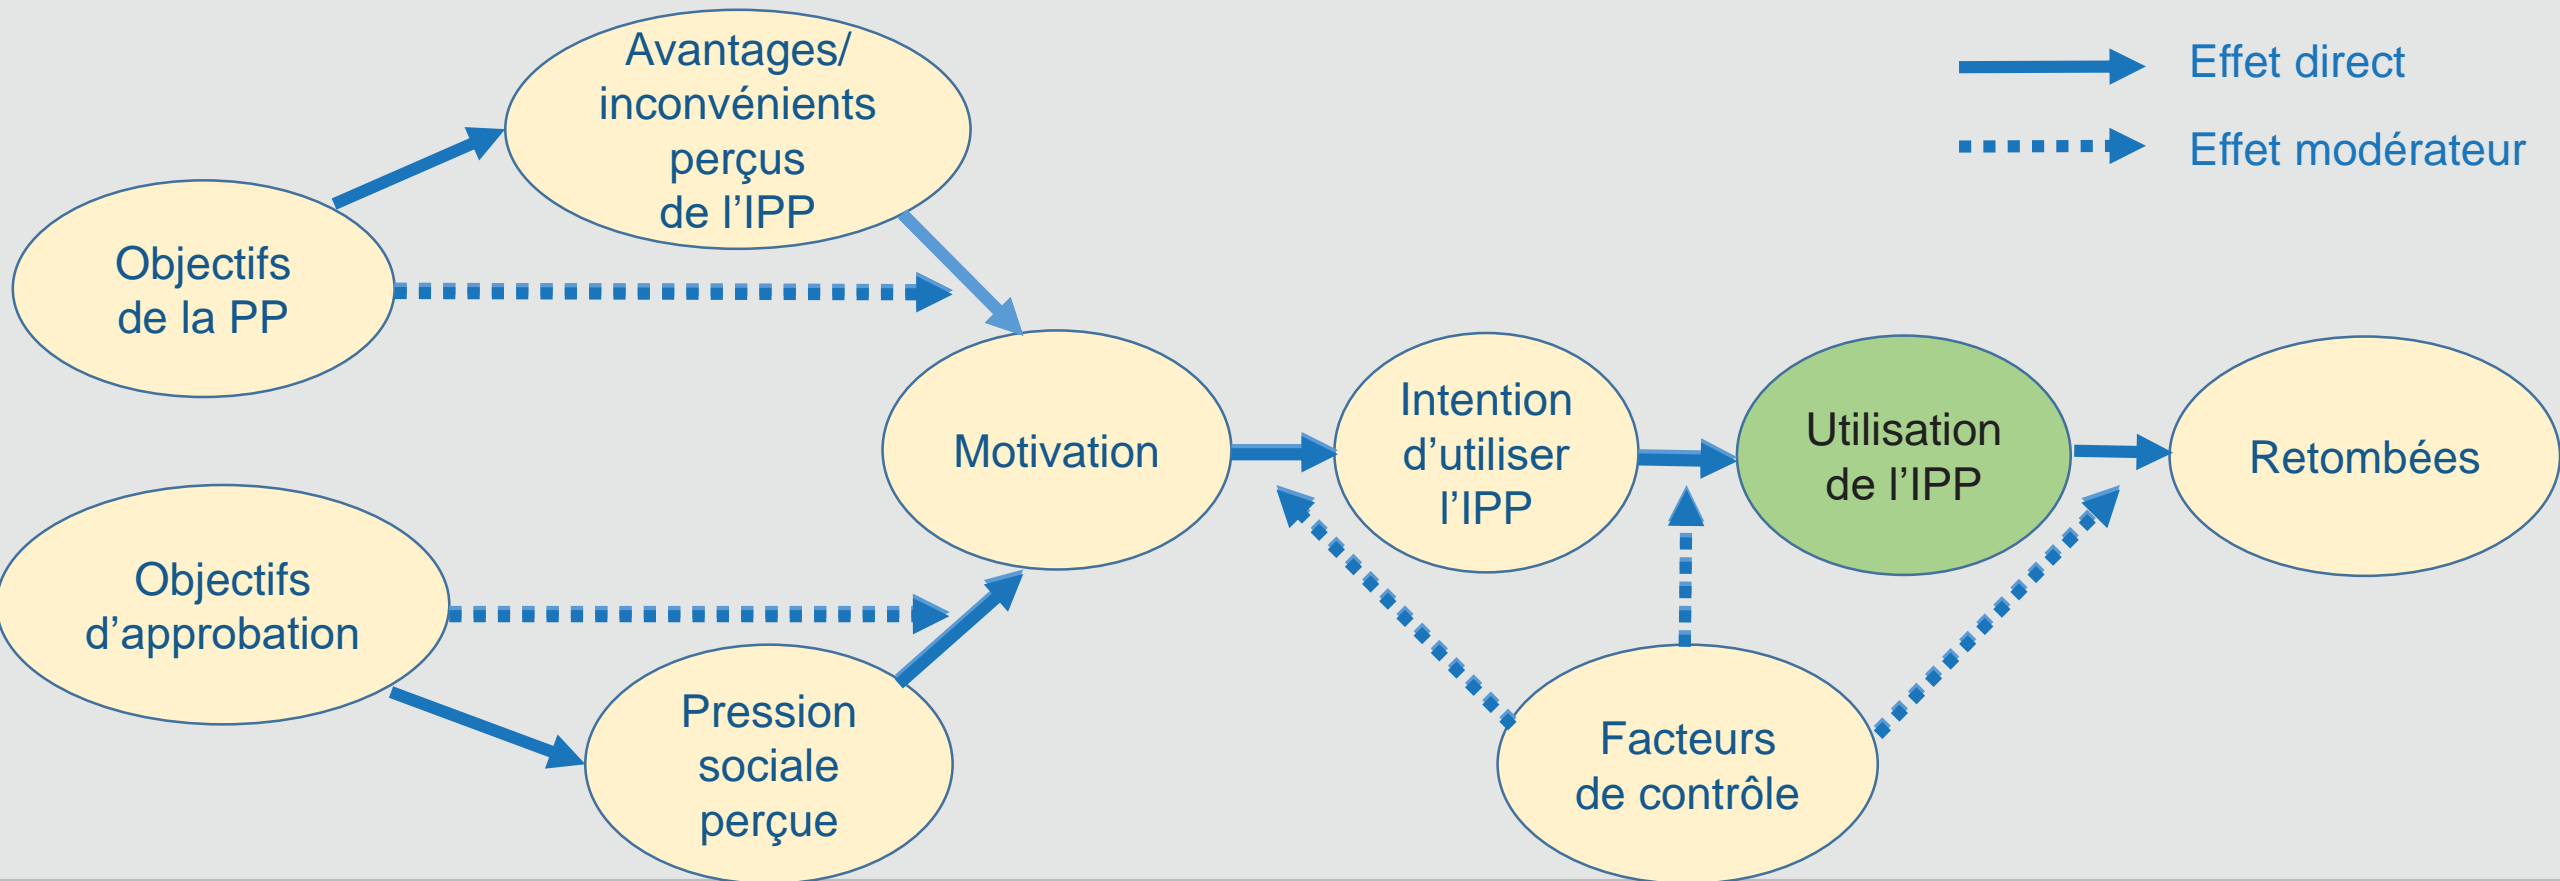 Avantages/
inconvénients
perçus
de l’IPP
Effet direct
Effet modérateur
Objectifs
de la PP
Motivation
Intention
d’utiliser
l’IPP
Utilisation
de l’IPP
Retombées
Objectifs
d’approbation
Pression
sociale
perçue
Facteurs
de contrôle